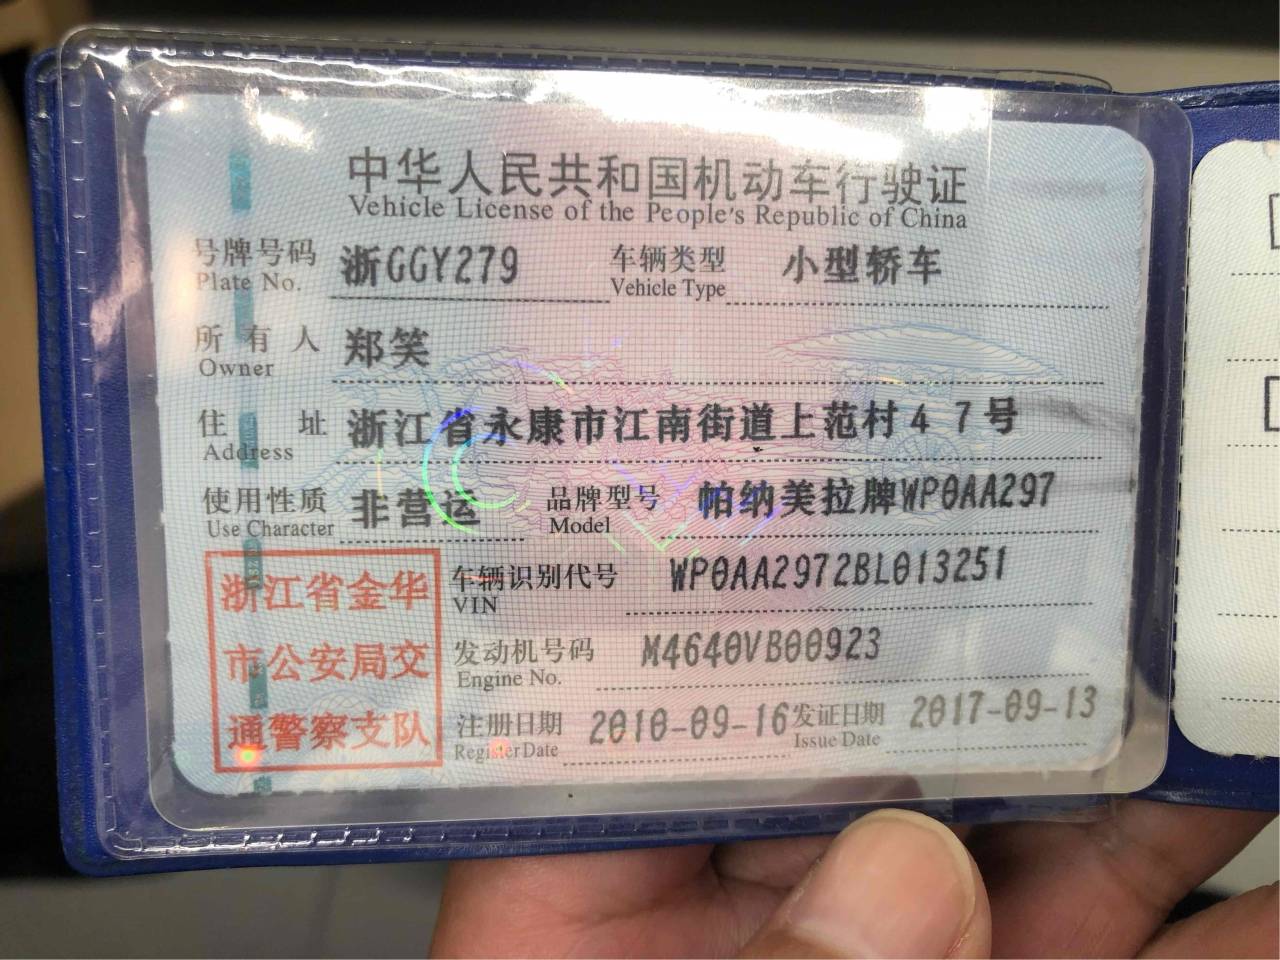 中华人民共和国机动车行驶证
Vehicle License of the People's Republic of China
号牌号码 浙GGY279 车辆类型 小型轿车
Plate No. Vehicle Type
所有人 郑笑
Owner
住址 浙江省永康市江南街道上范村47号
Address
使用性质 非营运 品牌型号 帕纳美拉牌WP0AA297
Use Character Model
浙江省金华
市公安局交
通警察支队
车辆识别代号 WP0AA2972BL013251
VIN
发动机号码 M4640VB00923
Engine No.
注册日期 2010-09-16 发证日期 2017-09-13
Register Date Issue Date